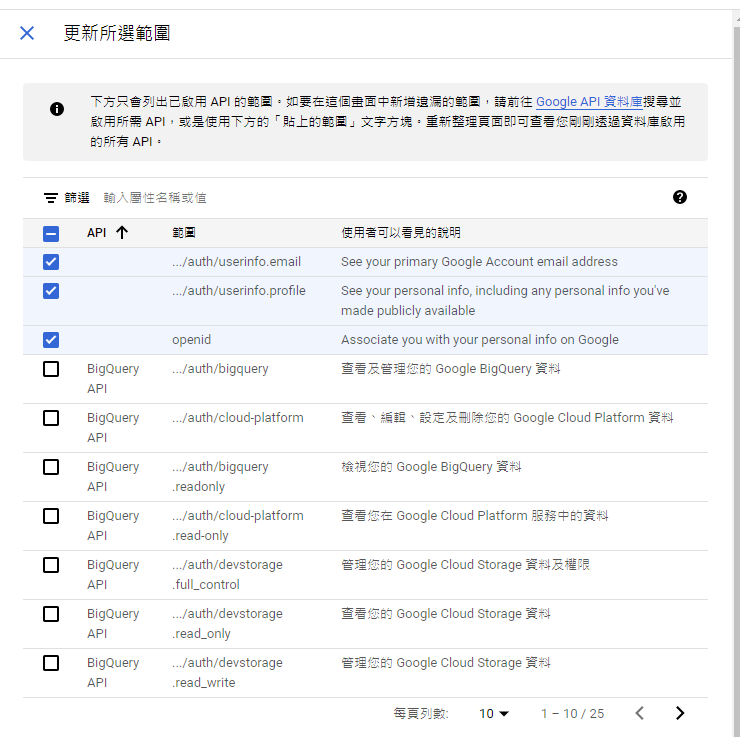 更新所選範圍
下方只會列出已啟用 API 的範圍。如要在這個畫面中新增遺漏的範圍，請前往 Google API 資料庫搜尋並
啟用所需 API，或是使用下方的「貼上的範圍」文字方塊。重新整理頁面即可查看您剛剛透過資料庫啟用
的所有 API。
篩選 輸入屬性名稱或值
API 範圍 使用者可以看見的說明
.../auth/userinfo.email See your primary Google Account email address
.../auth/userinfo.profile See your personal info, including any personal info you've
made publicly available
openid Associate you with your personal info on Google
BigQuery .../auth/bigquery 查看及管理您的 Google BigQuery 資料
API
BigQuery .../auth/cloud-platform 查看、編輯、設定及刪除您的 Google Cloud Platform 資料
API
BigQuery .../auth/bigquery 檢視您的 Google BigQuery 資料
API .readonly
BigQuery .../auth/cloud-platform 查看您在 Google Cloud Platform 服務中的資料
API .read-only
BigQuery .../auth/devstorage 管理您的 Google Cloud Storage 資料及權限
API .full_control
BigQuery .../auth/devstorage 查看您的 Google Cloud Storage 資料
API .read_only
BigQuery .../auth/devstorage 管理您的 Google Cloud Storage 資料
API .read_write
每頁列數: 10 1 – 10 / 25